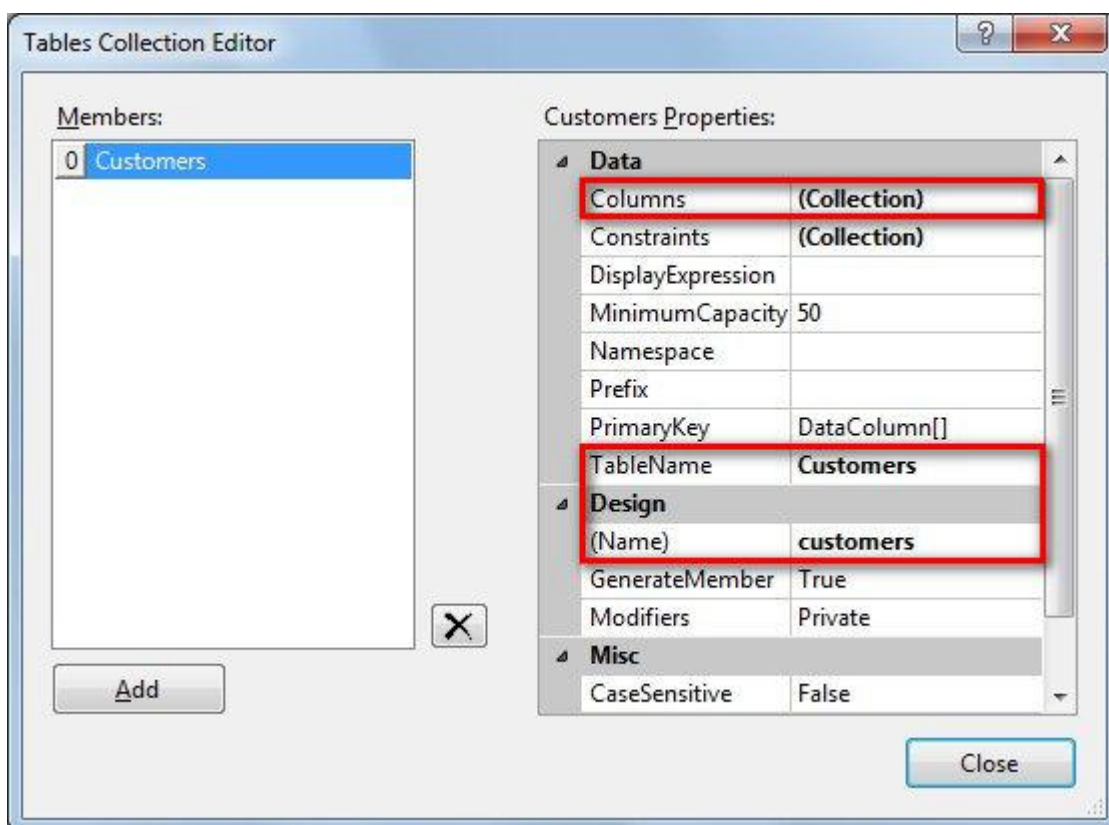 Tables Collection Editor
Members:
0 Customers
Add
Customers Properties:
Data
Columns (Collection)
Constraints (Collection)
DisplayExpression
MinimumCapacity 50
Namespace
Prefix
PrimaryKey DataColumn[]
TableName Customers
Design
(Name) customers
GenerateMember True
Modifiers Private
Misc
CaseSensitive False
Close